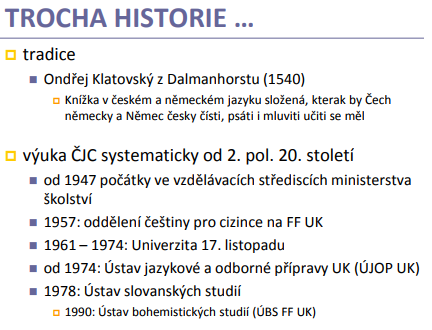 TROCHA HISTORIE …
tradice
Ondřej Klatovský z Dalmanhorstu (1540)
Knížka v českém a německém jazyku složená, kterak by Čech
německy a Němec česky čísti, psáti i mluviti učiti se měl
výuka ČJC systematicky od 2. pol. 20. století
od 1947 počátky ve vzdělávacích střediscích ministerstva
školství
1957: oddělení češtiny pro cizince na FF UK
1961 – 1974: Univerzita 17. listopadu
od 1974: Ústav jazykové a odborné přípravy UK (ÚJOP UK)
1978: Ústav slovanských studií
1990: Ústav bohemistických studií (ÚBS FF UK)